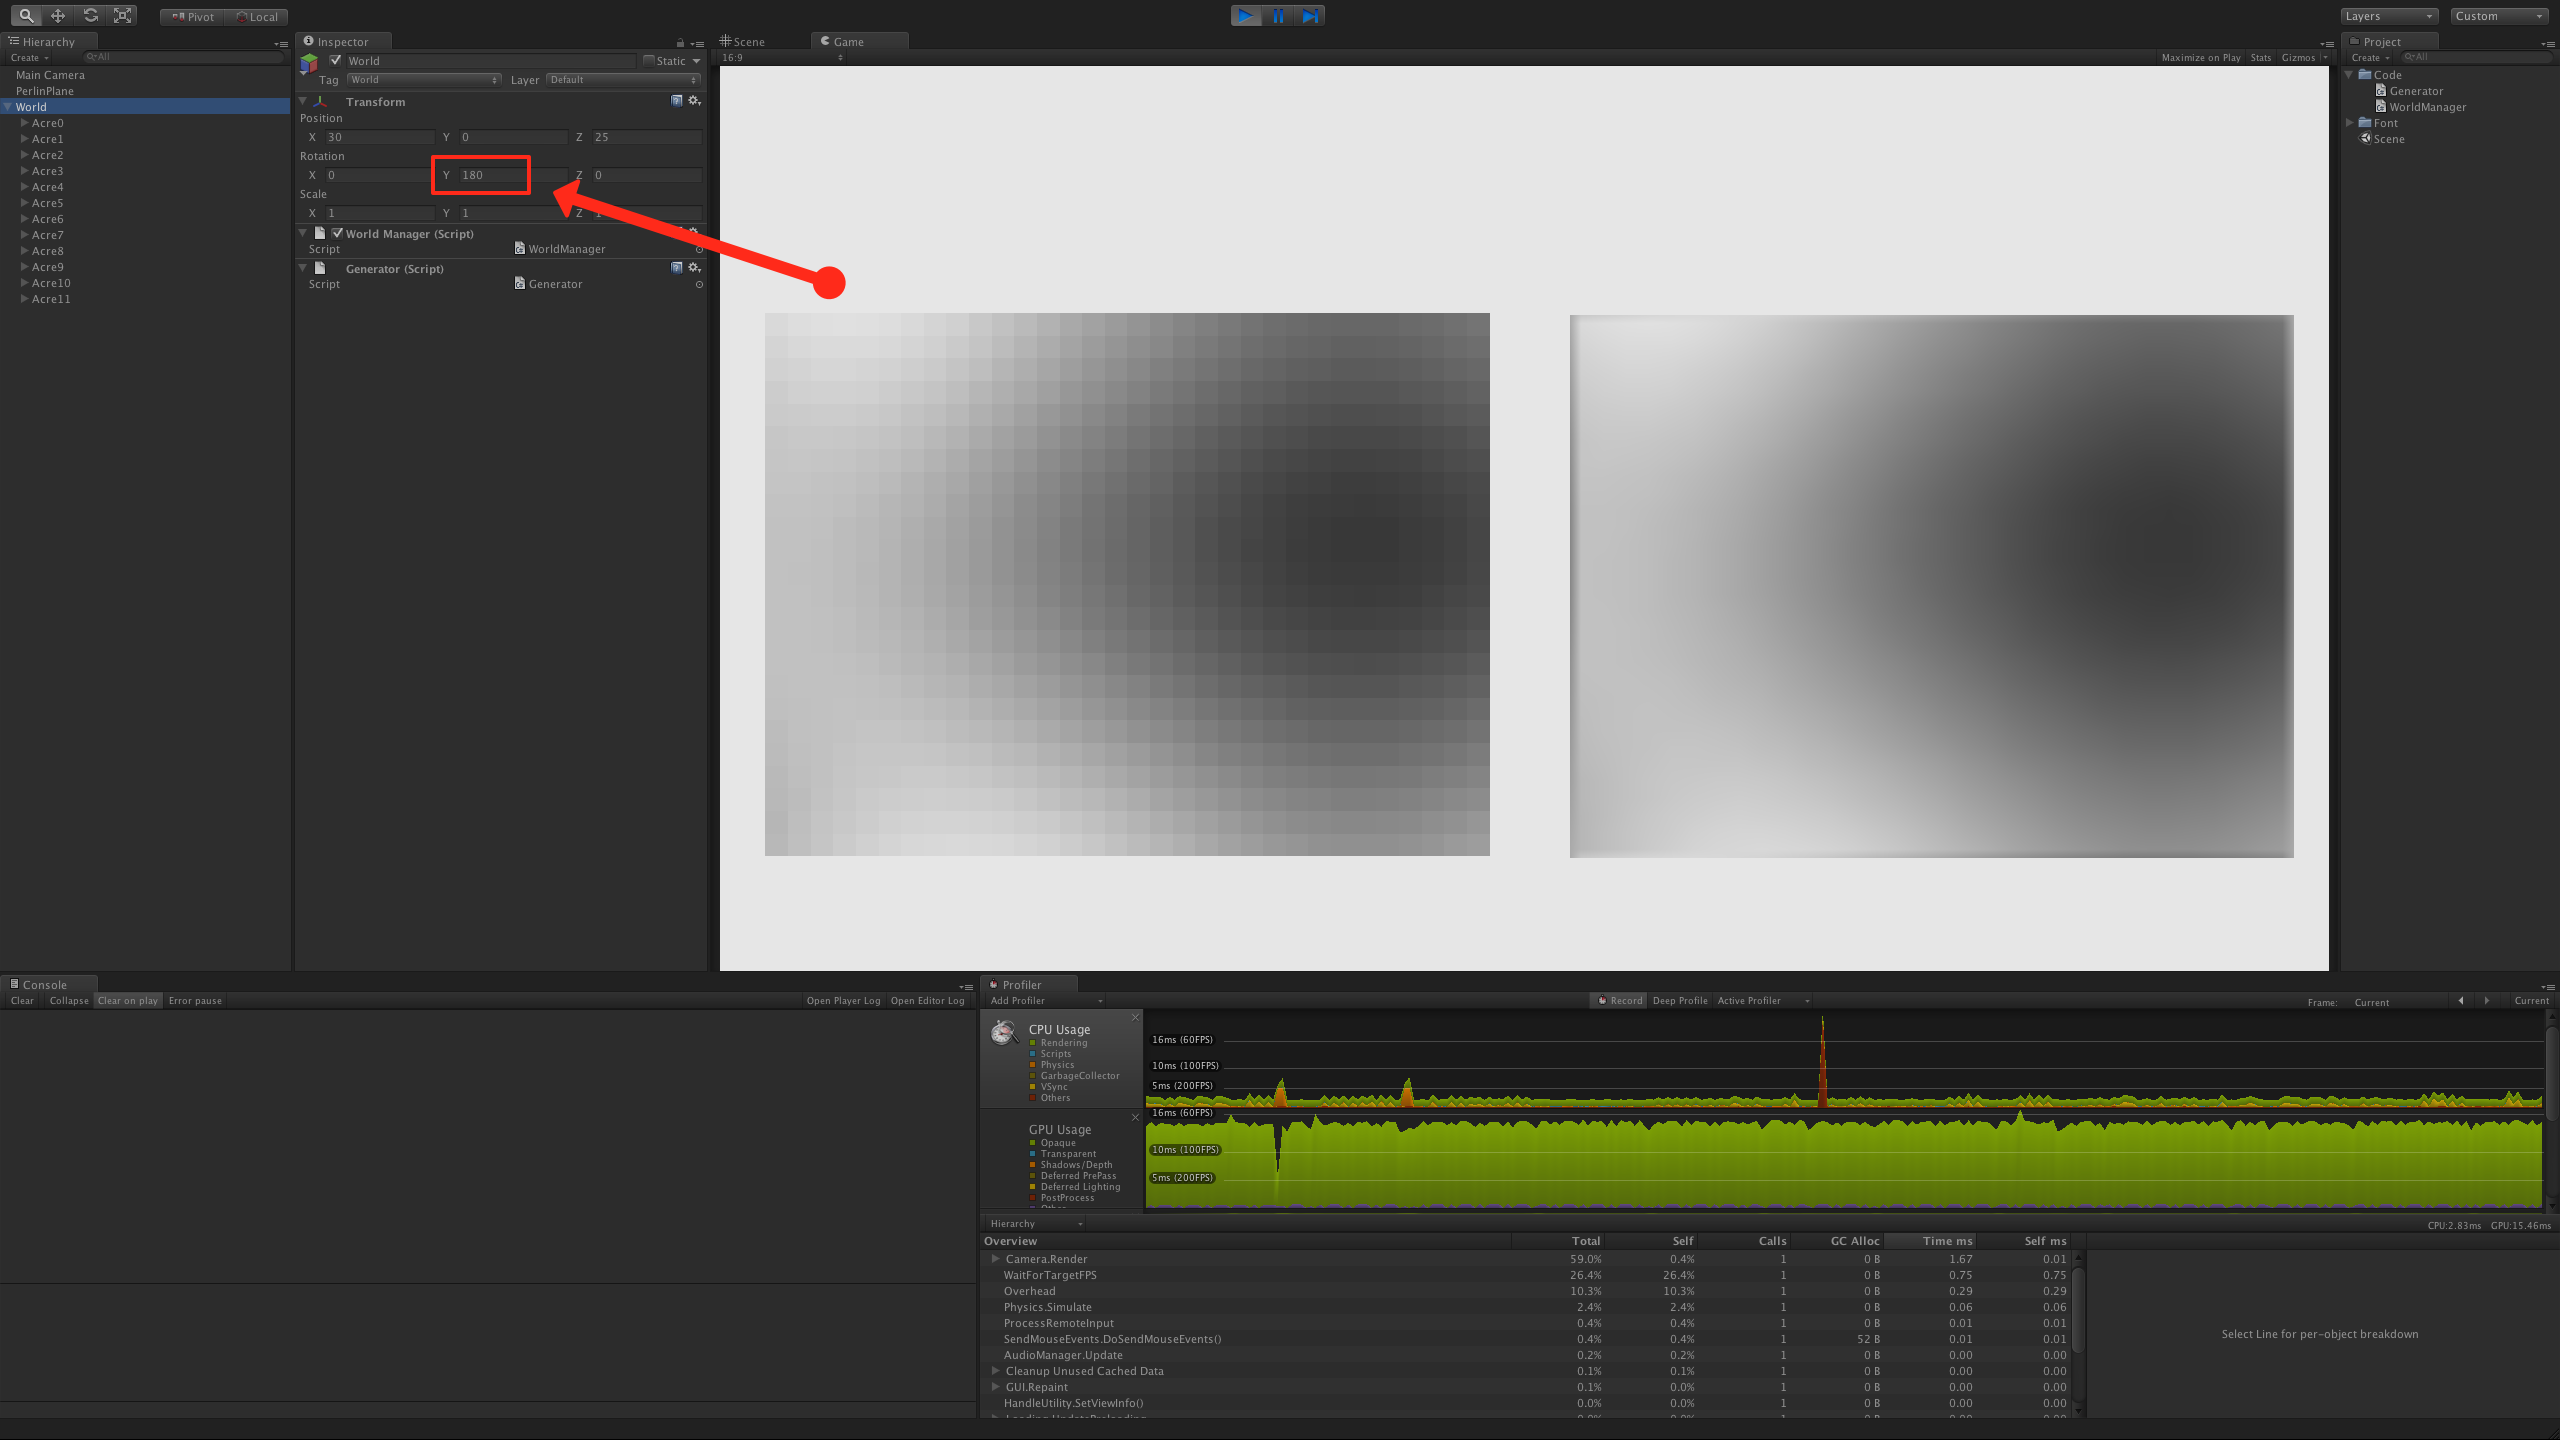 Pivot Local
Layers Custom
Hierarchy
Create All
Main Camera
PerlinPlane
World
Acre0
Acre1
Acre2
Acre3
Acre4
Acre5
Acre6
Acre7
Acre8
Acre9
Acre10
Acre11
Inspector
World Static
Tag World Layer Default
Transform
Position
X 30 Y 0 Z 25
Rotation
X 0 Y 180 Z 0
Scale
X 1 Y 1 Z 1
World Manager (Script)
Script WorldManager
Generator (Script)
Script Generator
Scene Game
16:9 Maximize on Play Stats Gizmos
Project
Create All
Code
Generator
WorldManager
Font
Scene
Console
Clear Collapse Clear on play Error pause Open Player Log Open Editor Log
Profiler
Add Profiler Record Deep Profile Active Profiler Frame: Current Current
CPU Usage
Rendering
Scripts
Physics
GarbageCollector
VSync
Others
16ms (60FPS)
10ms (100FPS)
5ms (200FPS)
GPU Usage
Opaque
Transparent
Shadows/Depth
Deferred PrePass
Deferred Lighting
PostProcess
16ms (60FPS)
10ms (100FPS)
5ms (200FPS)
Hierarchy CPU:2.83ms GPU:15.46ms
Overview Total Self Calls GC Alloc Time ms Self ms
Camera.Render 59.0% 0.4% 1 0 B 1.67 0.01
WaitForTargetFPS 26.4% 26.4% 1 0 B 0.75 0.75
Overhead 10.3% 10.3% 1 0 B 0.29 0.29
Physics.Simulate 2.4% 2.4% 1 0 B 0.06 0.06
ProcessRemoteInput 0.4% 0.4% 1 0 B 0.01 0.01
SendMouseEvents.DoSendMouseEvents() 0.4% 0.4% 1 52 B 0.01 0.01
AudioManager.Update 0.2% 0.2% 1 0 B 0.00 0.00
Cleanup Unused Cached Data 0.1% 0.1% 1 0 B 0.00 0.00
GUI.Repaint 0.1% 0.0% 1 0 B 0.00 0.00
HandleUtility.SetViewInfo() 0.0% 0.0% 1 0 B 0.00 0.00
Select Line for per-object breakdown